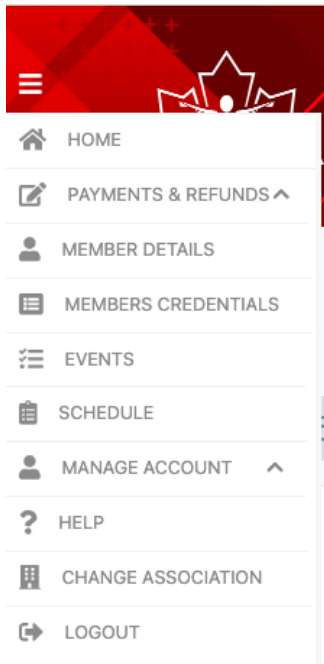 HOME
PAYMENTS & REFUNDS
MEMBER DETAILS
MEMBERS CREDENTIALS
EVENTS
SCHEDULE
MANAGE ACCOUNT
HELP
CHANGE ASSOCIATION
LOGOUT